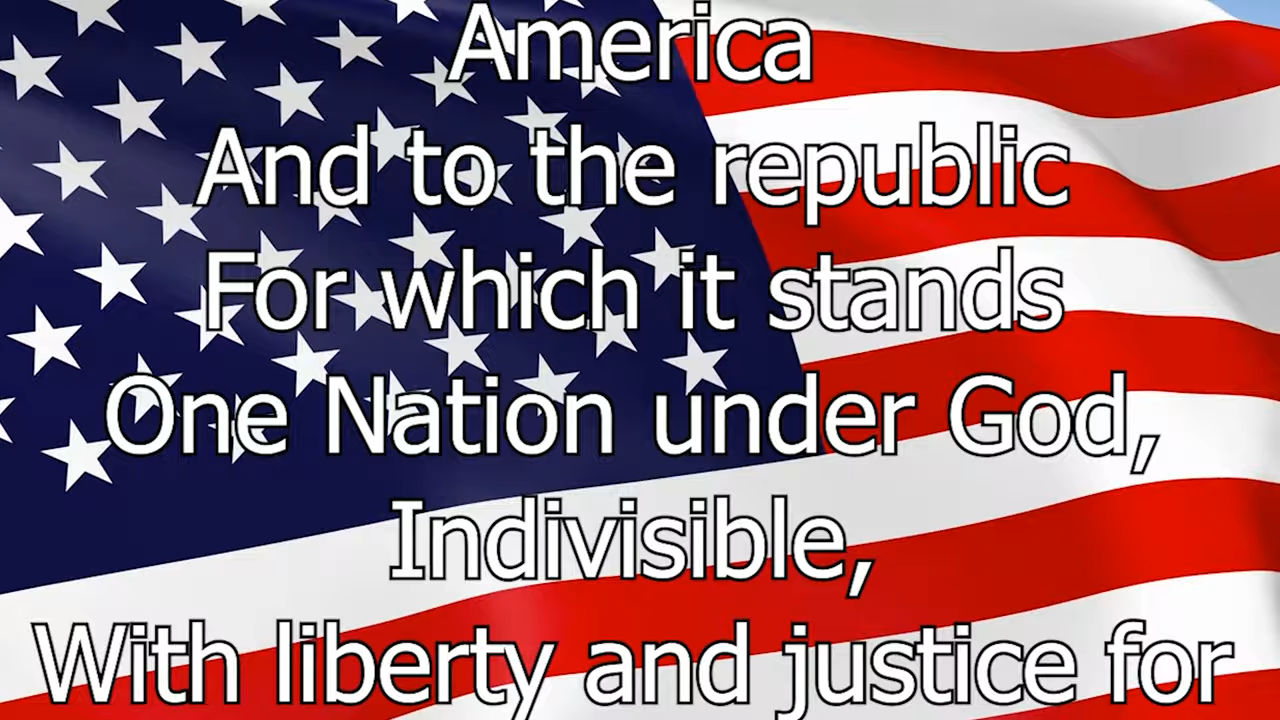 America
And to the republic
For which it stands
One Nation under God,
Indivisible,
With liberty and justice for